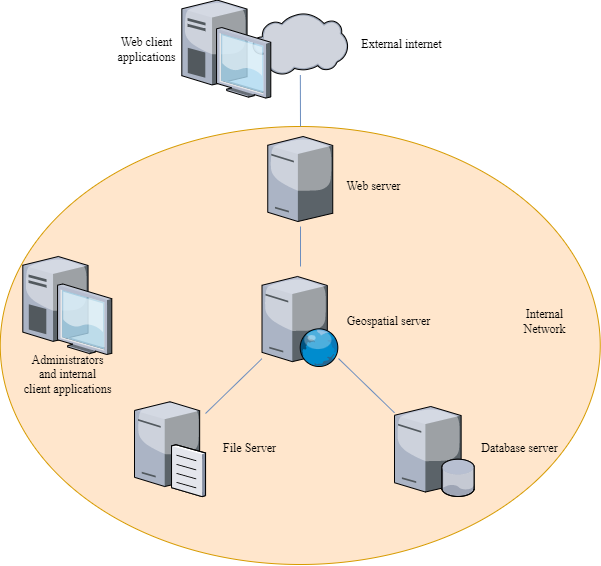 Web client
applications
External internet
Web server
Geospatial server
Internal
Network
Administrators
and internal
client applications
File Server
Database server